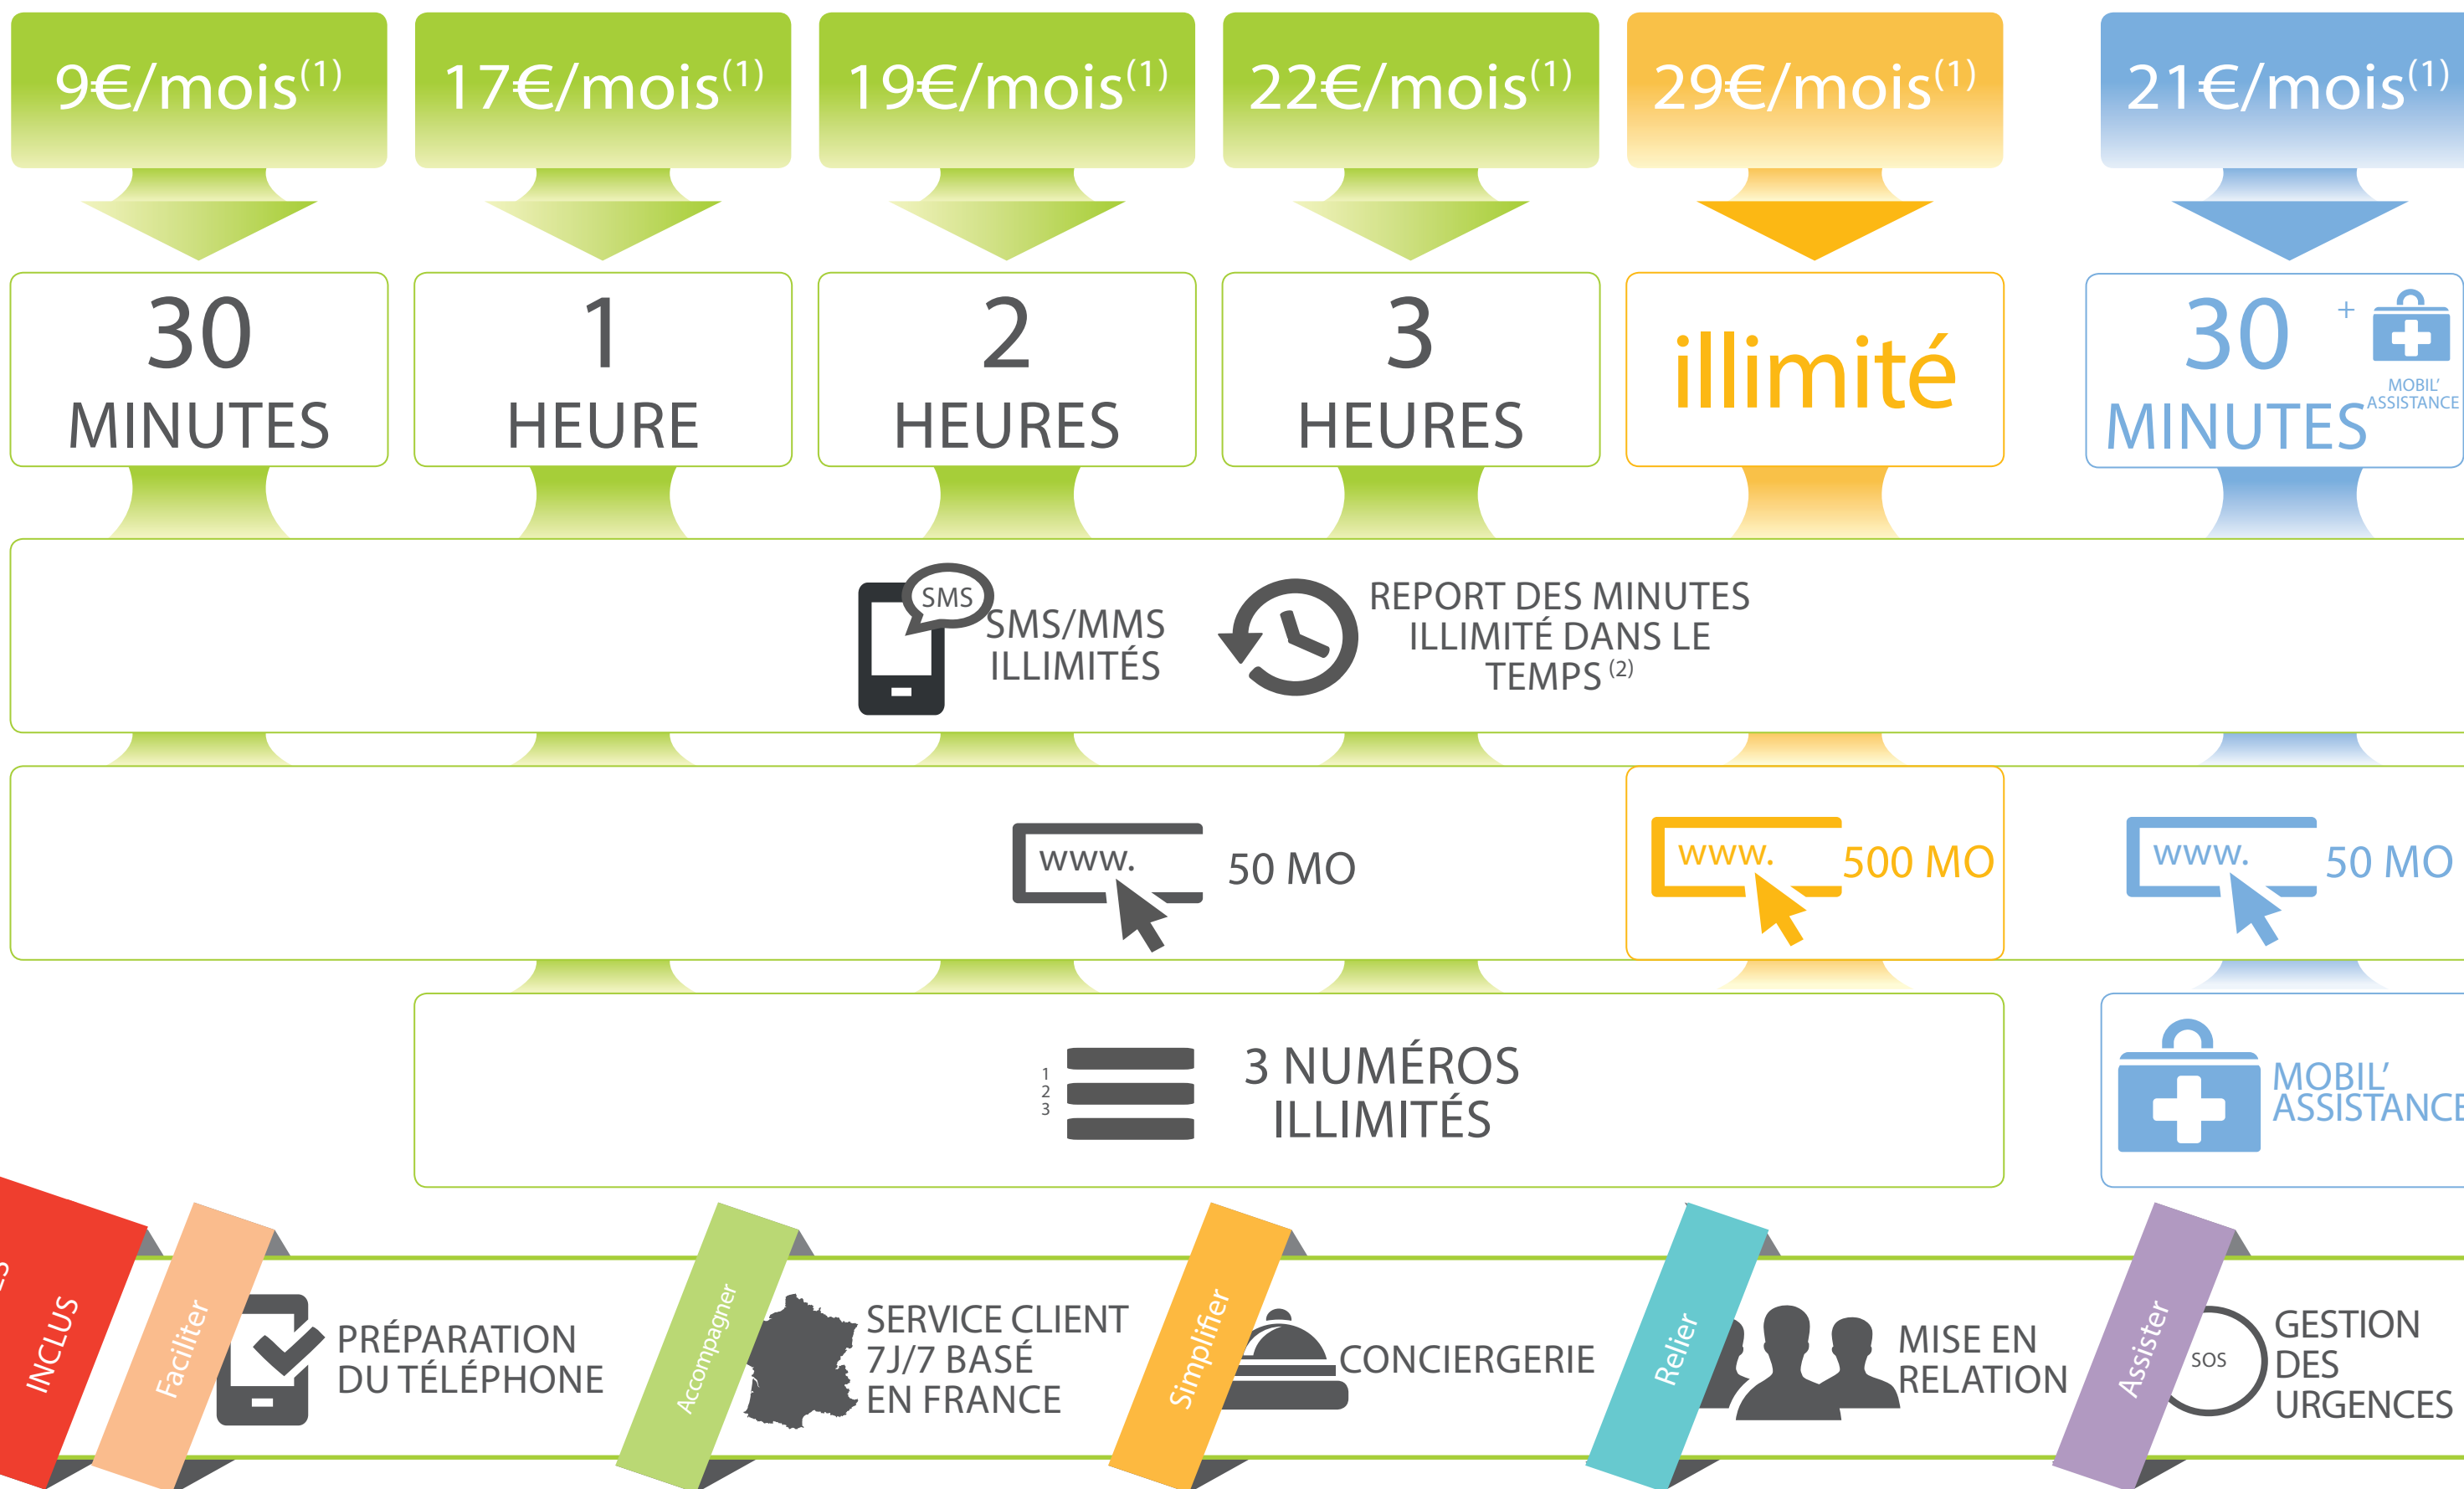 9€/mois(1)
17€/mois(1)
19€/mois(1)
22€/mois(1)
29€/mois(1)
21€/mois(1)
30
MINUTES
1
HEURE
2
HEURES
3
HEURES
illimité
30
MINUTES
+
MOBIL’
ASSISTANCE
SMS
SMS/MMS
ILLIMITÉS
REPORT DES MINUTES
ILLIMITÉ DANS LE
TEMPS (2)
www.
50 MO
www.
500 MO
www.
50 MO
1
2
3
3 NUMÉROS
ILLIMITÉS
MOBIL’
ASSISTANCE
INCLUS
Faciliter
PRÉPARATION
DU TÉLÉPHONE
Accompagner
SERVICE CLIENT
7J/7 BASÉ
EN FRANCE
Simplifier
CONCIERGERIE
Relier
MISE EN
RELATION
Assister
SOS
GESTION
DES
URGENCES